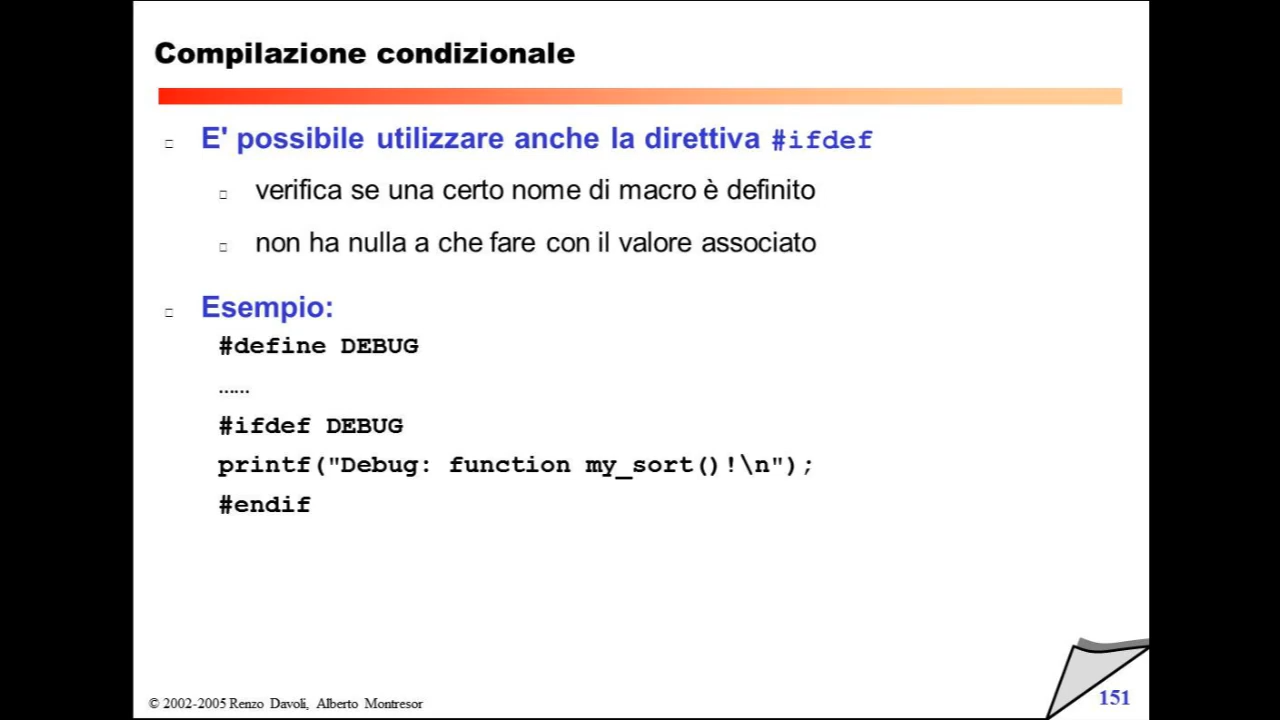 Compilazione condizionale
E' possibile utilizzare anche la direttiva #ifdef
verifica se una certo nome di macro è definito
non ha nulla a che fare con il valore associato
Esempio:
#define DEBUG
……
#ifdef DEBUG
printf("Debug: function my_sort()!\n");
#endif
© 2002-2005 Renzo Davoli, Alberto Montresor
151